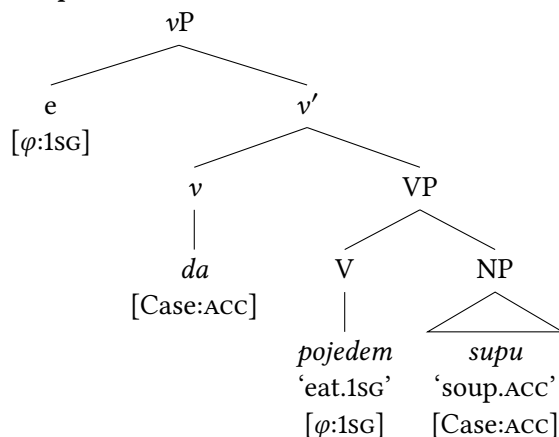 vP
e
[φ:1SG]
v′
v
VP
da
[Case:ACC]
V
NP
pojedem
supu
‘eat.1SG’
‘soup.ACC’
[φ:1SG]
[Case:ACC]